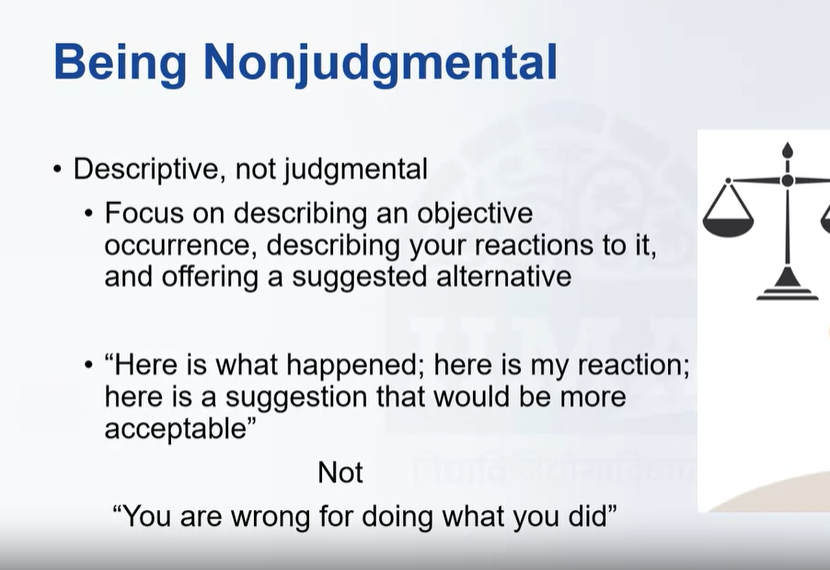 Being Nonjudgmental
• Descriptive, not judgmental
• Focus on describing an objective
occurrence, describing your reactions to it,
and offering a suggested alternative
• “Here is what happened; here is my reaction;
here is a suggestion that would be more
acceptable”
Not
“You are wrong for doing what you did”